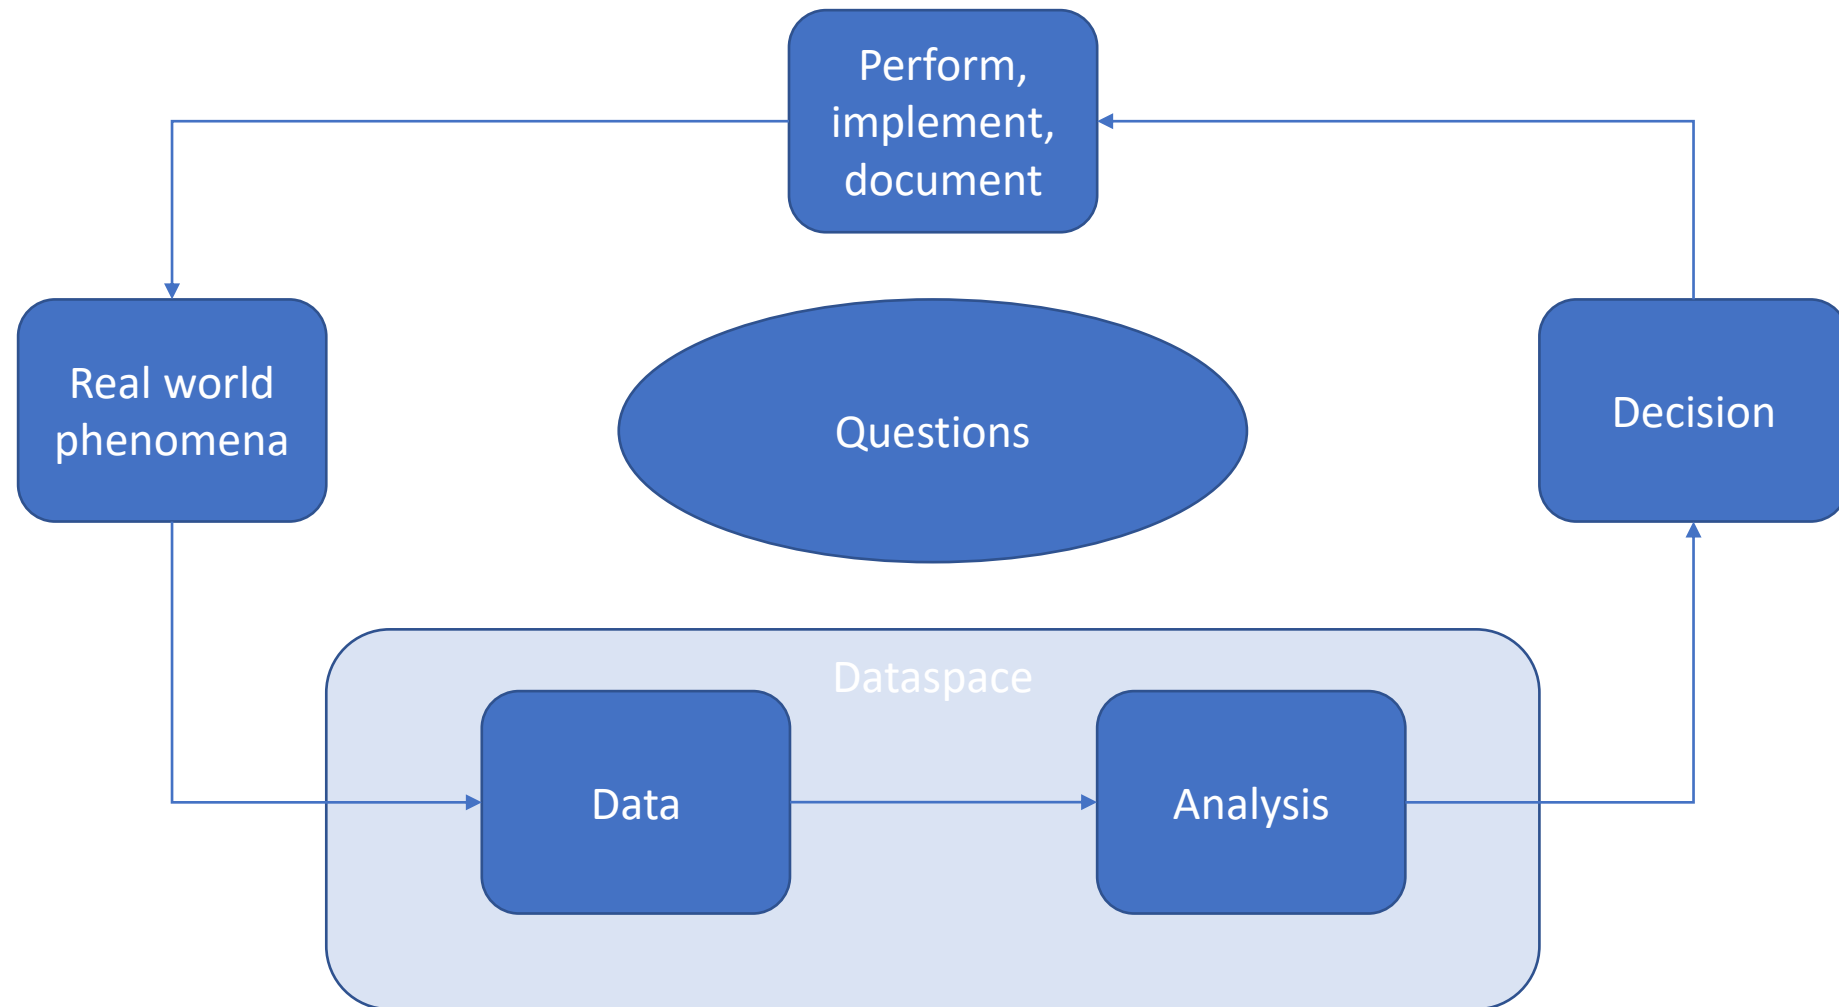 Perform,
implement,
document
Real world
phenomena
Questions
Decision
Dataspace
Data
Analysis